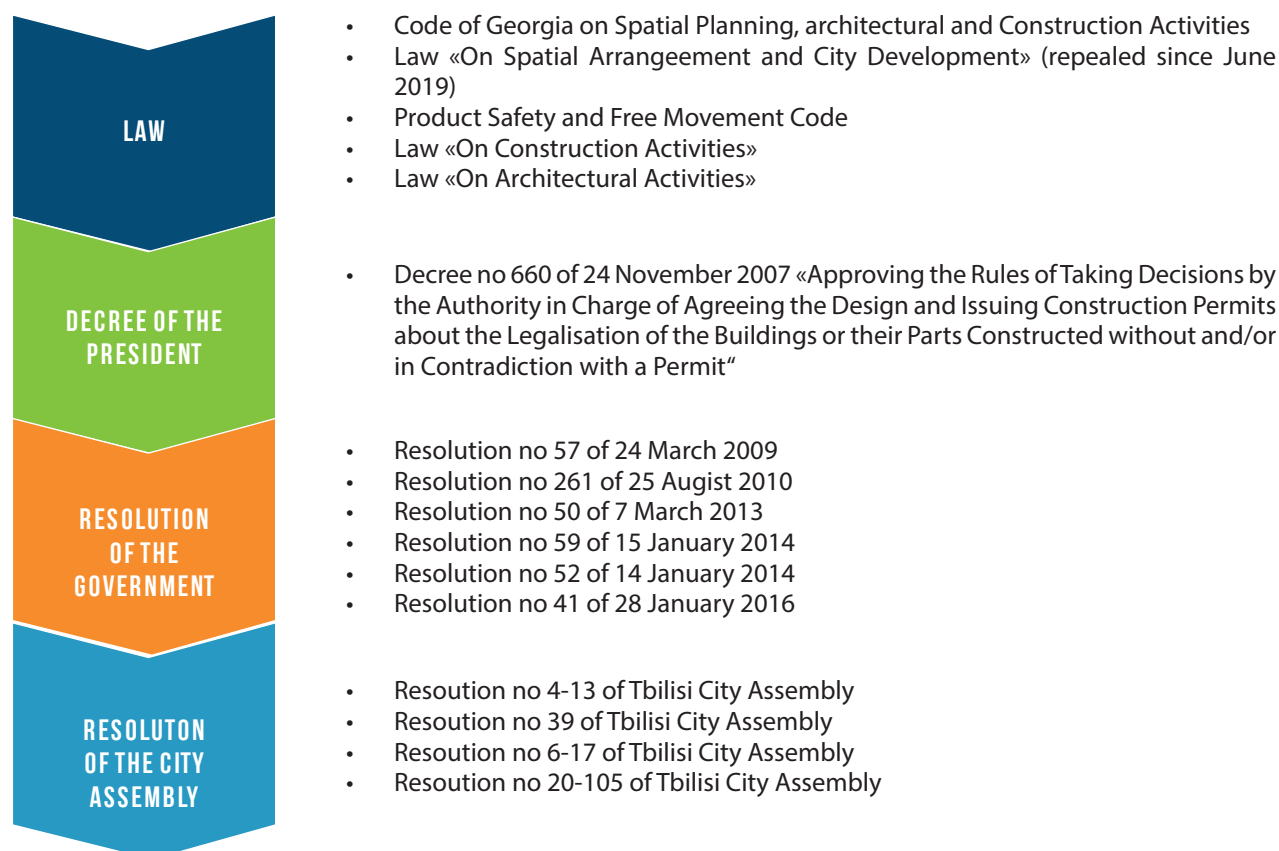 LAW
• Code of Georgia on Spatial Planning, architectural and Construction Activities
• Law «On Spatial Arrangeement and City Development» (repealed since June
2019)
• Product Safety and Free Movement Code
• Law «On Construction Activities»
• Law «On Architectural Activities»
DECREE OF THE
PRESIDENT
• Decree no 660 of 24 November 2007 «Approving the Rules of Taking Decisions by
the Authority in Charge of Agreeing the Design and Issuing Construction Permits
about the Legalisation of the Buildings or their Parts Constructed without and/or
in Contradiction with a Permit“
RESOLUTION
OF THE
GOVERNMENT
• Resolution no 57 of 24 March 2009
• Resolution no 261 of 25 Augist 2010
• Resolution no 50 of 7 March 2013
• Resolution no 59 of 15 January 2014
• Resolution no 52 of 14 January 2014
• Resolution no 41 of 28 January 2016
RESOLUTON
OF THE CITY
ASSEMBLY
• Resoution no 4-13 of Tbilisi City Assembly
• Resoution no 39 of Tbilisi City Assembly
• Resoution no 6-17 of Tbilisi City Assembly
• Resoution no 20-105 of Tbilisi City Assembly